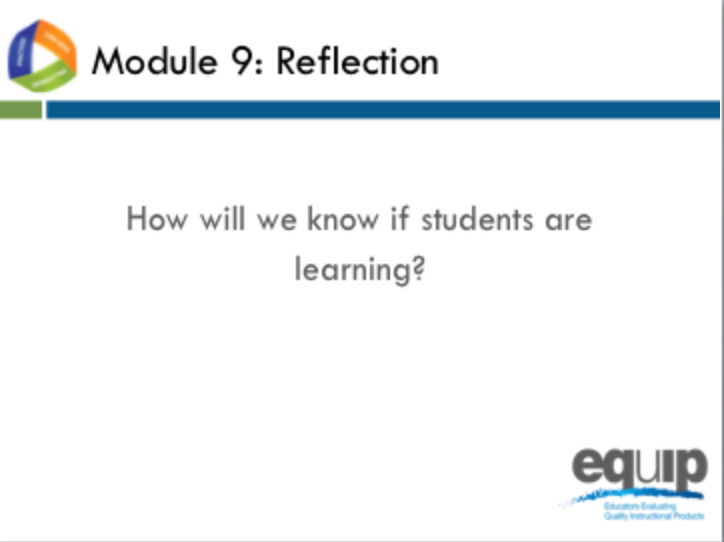 Module 9: Reflection
How will we know if students are
learning?
equip
Educators Evaluating
Quality Instructional Products